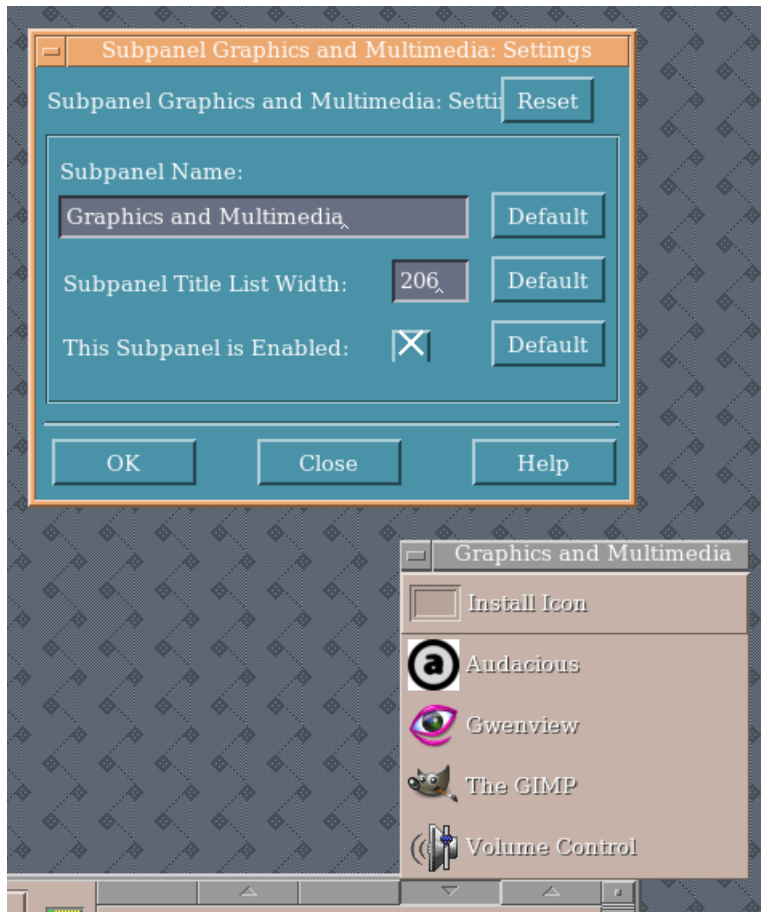 Subpanel Graphics and Multimedia: Settings
Subpanel Graphics and Multimedia: Setti Reset
Subpanel Name:
Graphics and Multimedia Default
Subpanel Title List Width: 206 Default
This Subpanel is Enabled: Default
OK Close Help
Graphics and Multimedia
Install Icon
a Audacious
Gwenview
The GIMP
Volume Control